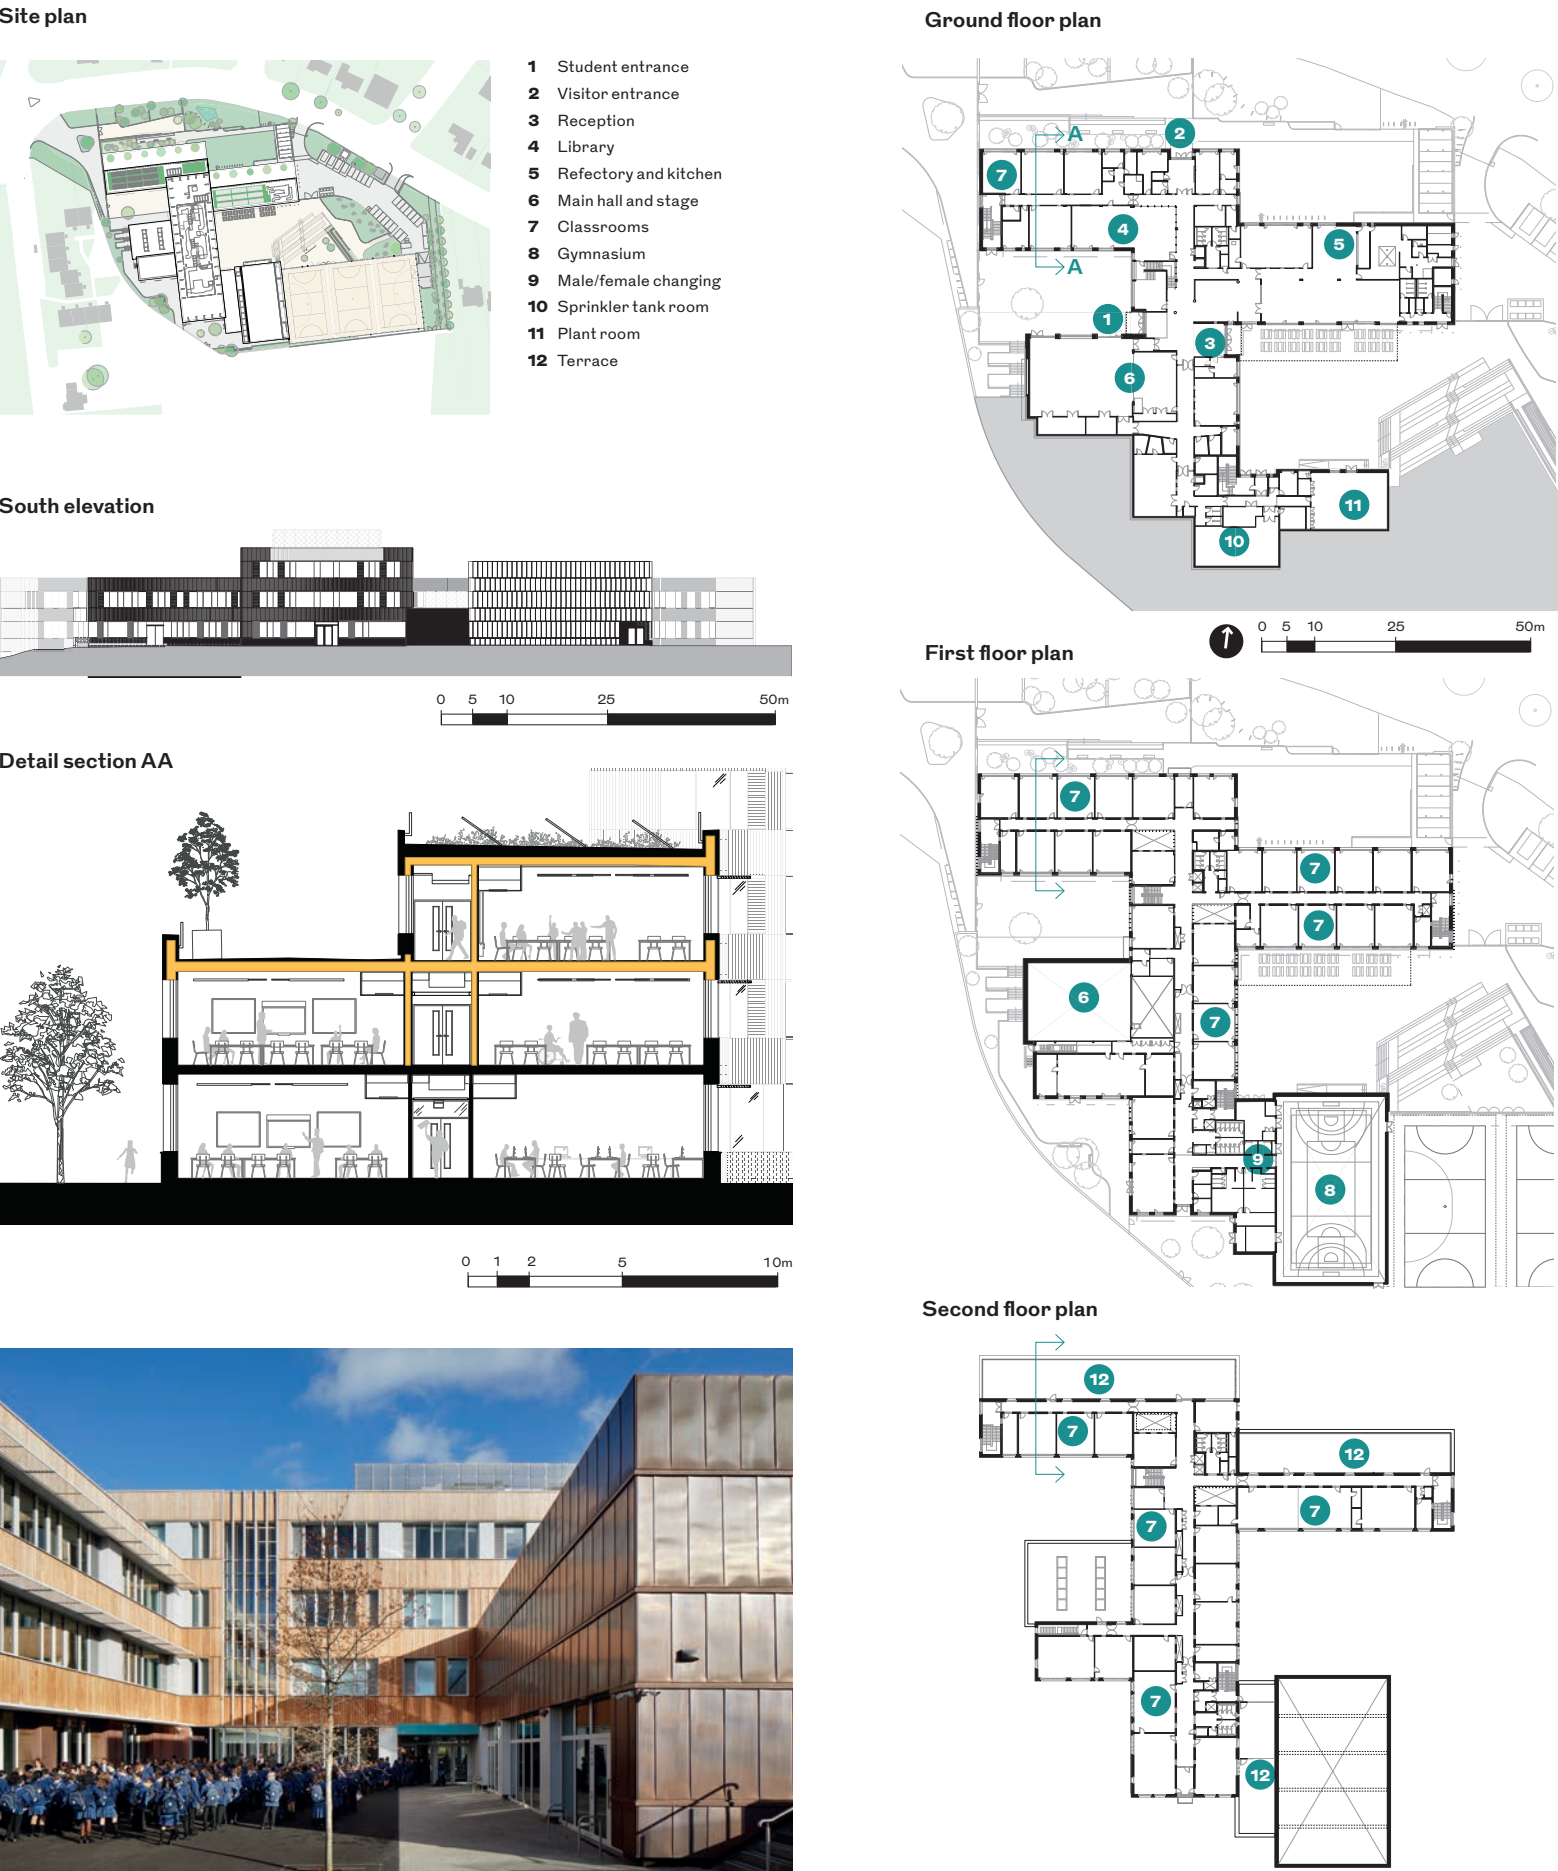 Site plan
1 Student entrance
2 Visitor entrance
3 Reception
4 Library
5 Refectory and kitchen
6 Main hall and stage
7 Classrooms
8 Gymnasium
9 Male/female changing
10 Sprinkler tank room
11 Plant room
12 Terrace
South elevation
0 5 10 25 50m
Detail section AA
0 1 2 5 10m
Ground floor plan
A
2
7
4
5
A
1
3
6
11
10
0 5 10 25 50m
First floor plan
7
7
7
6
7
9
8
Second floor plan
12
7
12
7
7
7
12